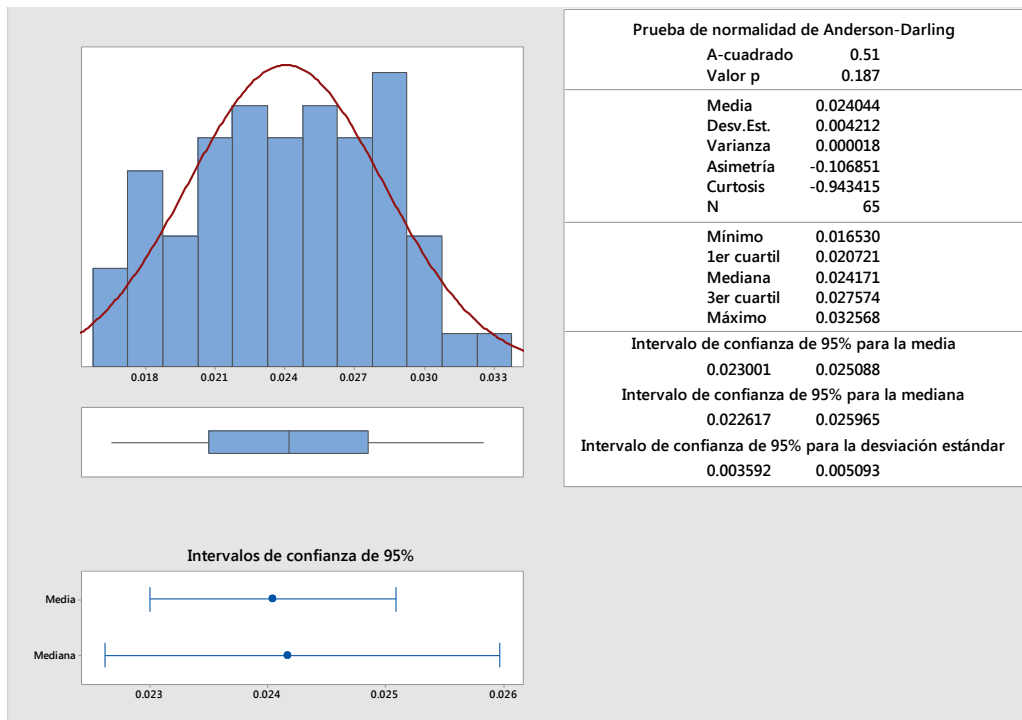 Prueba de normalidad de Anderson-Darling
A-cuadrado 0.51
Valor p 0.187
Media 0.024044
Desv.Est. 0.004212
Varianza 0.000018
Asimetría -0.106851
Curtosis -0.943415
N 65
Mínimo 0.016530
1er cuartil 0.020721
Mediana 0.024171
3er cuartil 0.027574
Máximo 0.032568
Intervalo de confianza de 95% para la media
0.023001 0.025088
Intervalo de confianza de 95% para la mediana
0.022617 0.025965
Intervalo de confianza de 95% para la desviación estándar
0.003592 0.005093
0.018 0.021 0.024 0.027 0.030 0.033
Intervalos de confianza de 95%
Media
Mediana
0.023 0.024 0.025 0.026